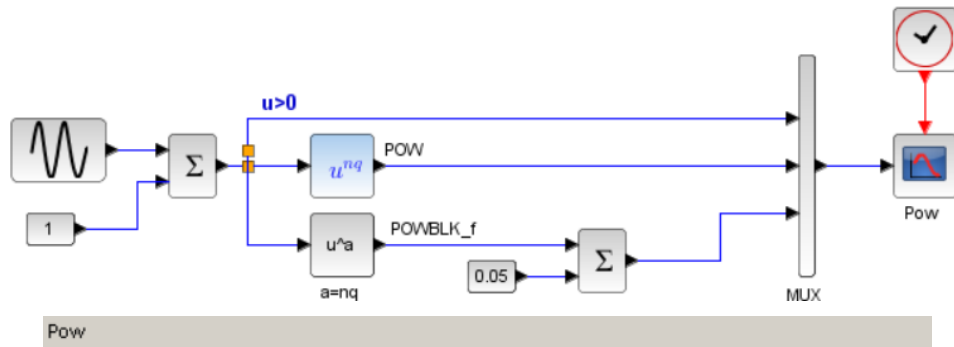 u>0
Σ
u^nq
POW
Pow
1
u^a
POWBLK_f
0.05
Σ
a=nq
MUX
Pow